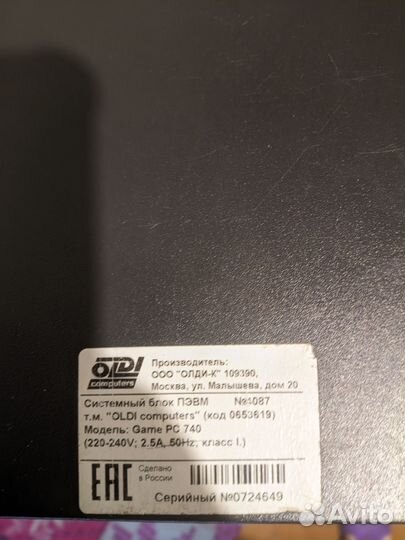 OLDI
computers
Производитель:
ООО "ОЛДИ-К" 109390,
Москва, ул. Малышева, дом 20
Системный блок ПЭВМ №4087
т.м. "OLDI computers" (код 0653619)
Модель: Game PC 740
(220-240V; 2.5A, 50Hz; класс I.)
EAC
Сделано
в России
Серийный №0724649
Avito